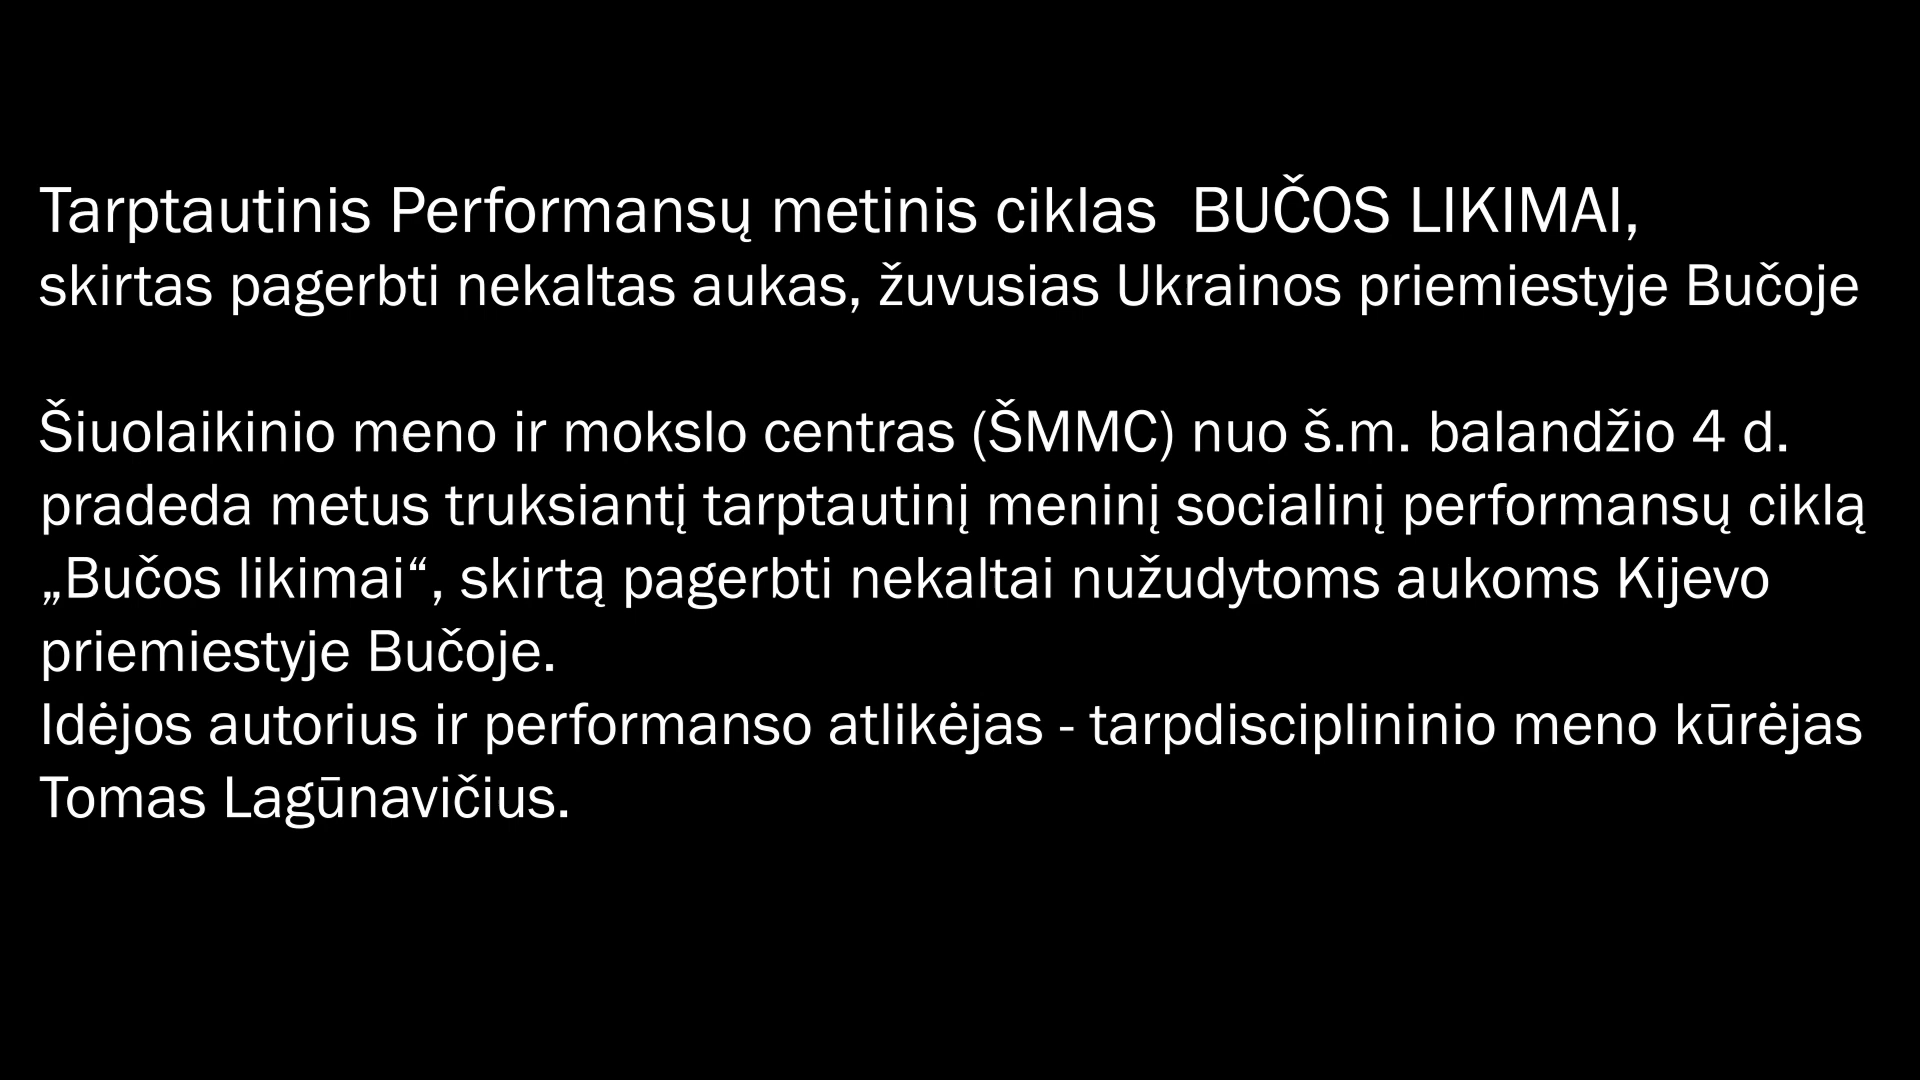 Tarptautinis Performansų metinis ciklas  BUČOS LIKIMAI,
skirtas pagerbti nekaltas aukas, žuvusias Ukrainos priemiestyje Bučoje
Šiuolaikinio meno ir mokslo centras (ŠMMC) nuo š.m. balandžio 4 d.
pradeda metus truksiantį tarptautinį meninį socialinį performansų ciklą
„Bučos likimai“, skirtą pagerbti nekaltai nužudytoms aukoms Kijevo
priemiestyje Bučoje.
Idėjos autorius ir performanso atlikėjas - tarpdisciplininio meno kūrėjas
Tomas Lagūnavičius.